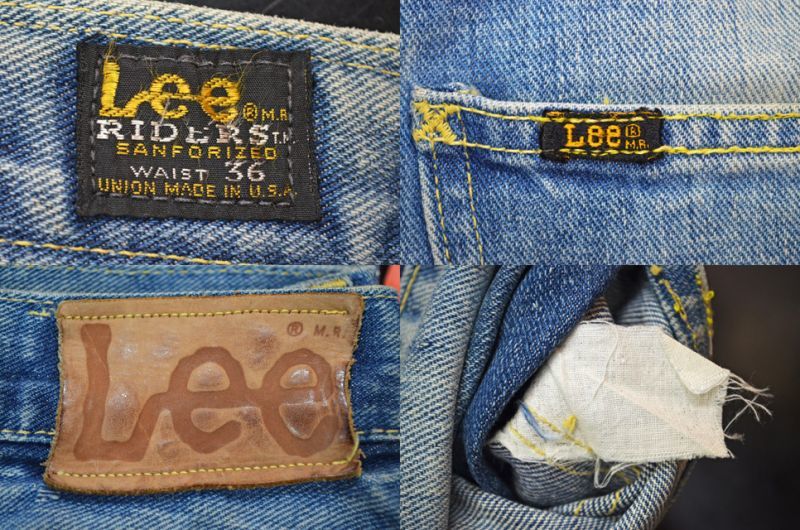 Lee ® M.R.
RIDERS T.M.
SANFORIZED
WAIST 36
UNION MADE IN U.S.A.
Lee ®
M.R.
® M.R.
Lee